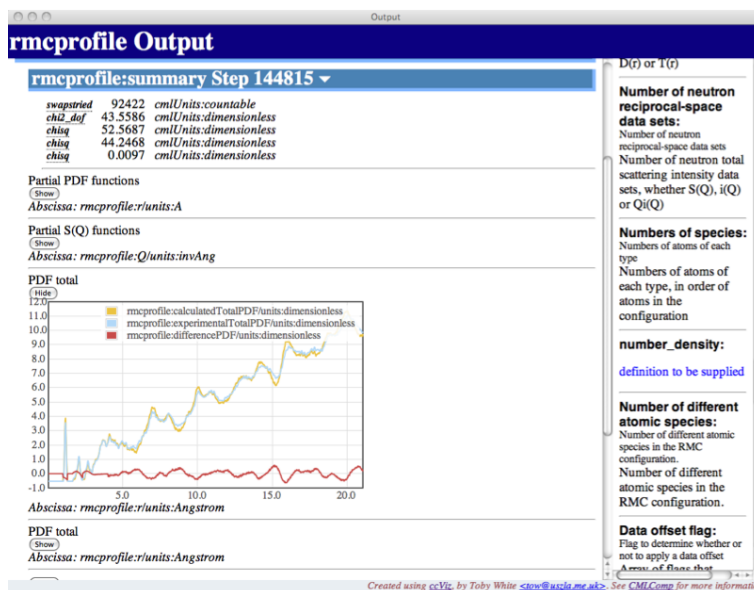 Output
rmcprofile Output
rmcprofile:summary Step 144815
swapstried 92422 cmlUnits:countable
chi2_dof 43.5586 cmlUnits:dimensionless
chisq 52.5687 cmlUnits:dimensionless
chisq 44.2468 cmlUnits:dimensionless
chisq 0.0097 cmlUnits:dimensionless
Partial PDF functions
Show
Abscissa: rmcprofile:r/units:A
Partial S(Q) functions
Show
Abscissa: rmcprofile:Q/units:invAng
PDF total
Hide
12.0
11.0
10.0
9.0
8.0
7.0
6.0
5.0
4.0
3.0
2.0
1.0
0.0
-1.0
rmcprofile:calculatedTotalPDF/units:dimensionless
rmcprofile:experimentalTotalPDF/units:dimensionless
rmcprofile:differencePDF/units:dimensionless
5.0 10.0 15.0 20.0
Abscissa: rmcprofile:r/units:Angstrom
PDF total
Show
Abscissa: rmcprofile:r/units:Angstrom
D(r) or T(r)
Number of neutron
reciprocal-space
data sets:
Number of neutron
reciprocal-space data sets
Number of neutron total
scattering intensity data
sets, whether S(Q), i(Q)
or Qi(Q)
Numbers of species:
Numbers of atoms of each
type
Numbers of atoms of
each type, in order of
atoms in the
configuration
number_density:
definition to be supplied
Number of different
atomic species:
Number of different atomic
species in the RMC
configuration.
Number of different
atomic species in the
RMC configuration.
Data offset flag:
Flag to determine whether or
not to apply a data offset
Array of flags that
Created using ccViz, by Toby White <tow@uszla.me.uk>. See CMLComp for more informati